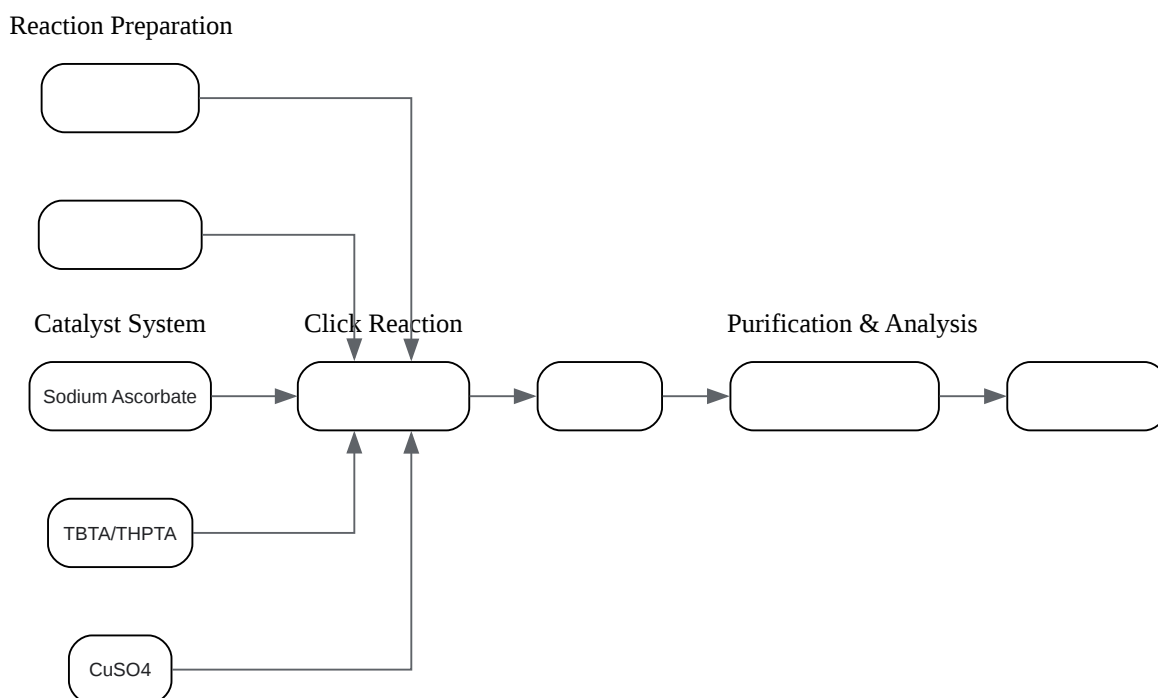 Reaction Preparation
Catalyst System
Click Reaction
Purification & Analysis
Sodium Ascorbate
TBTA/THPTA
CuSO4